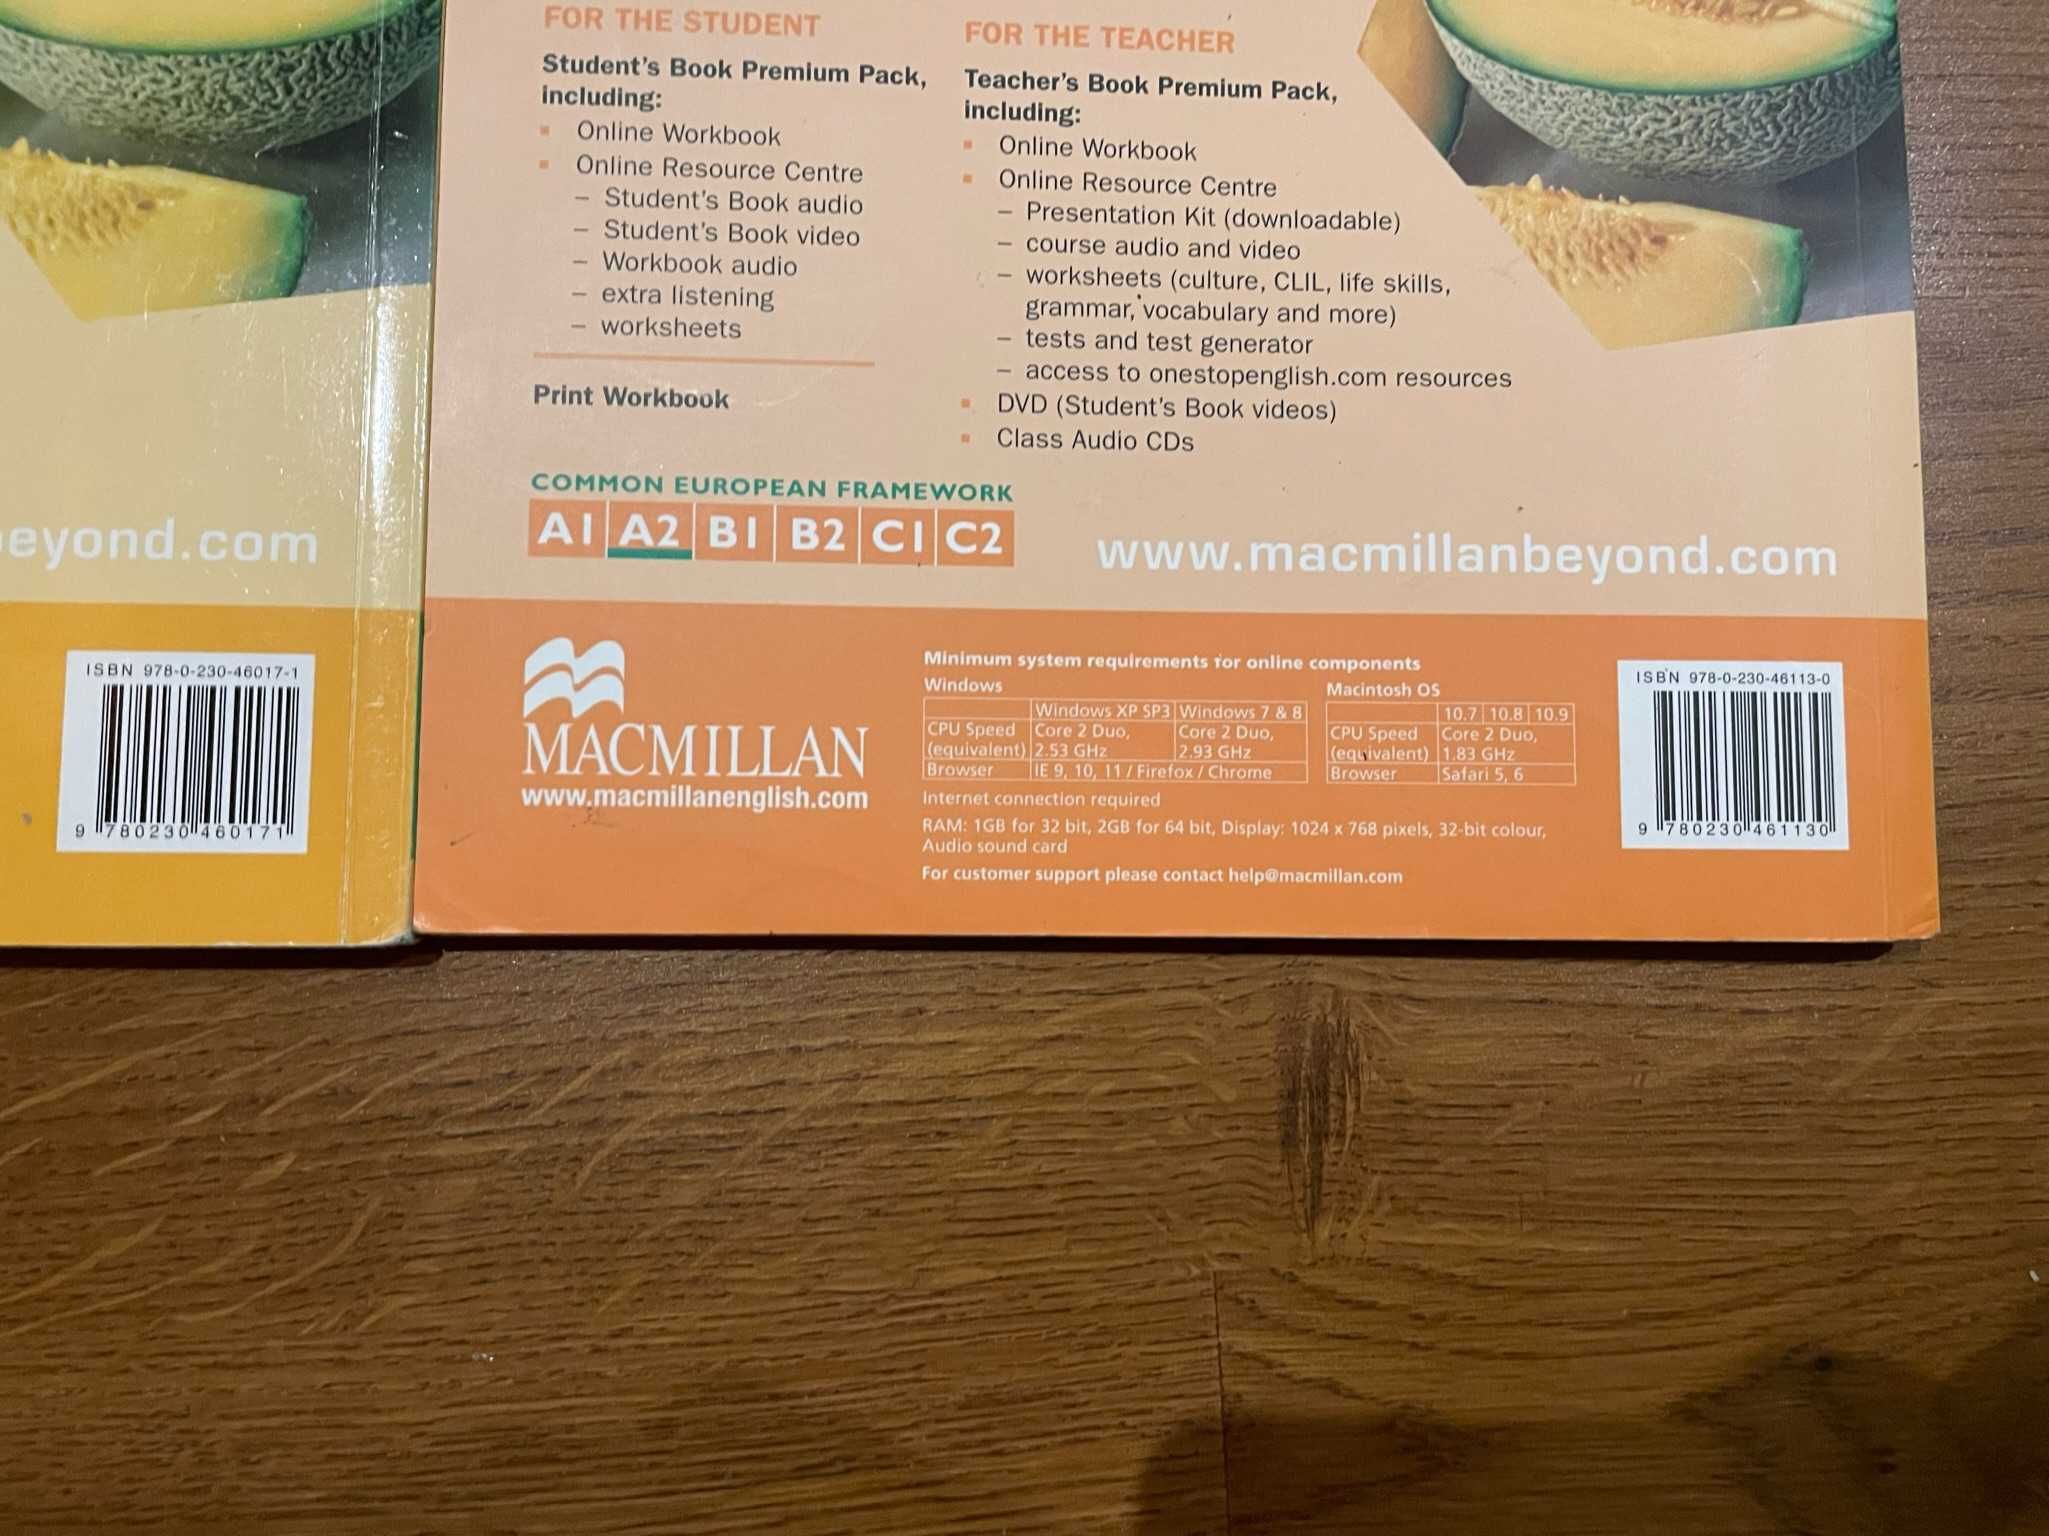 eyond.com
ISBN 978-0-230-46017-1
9 780230 460171
FOR THE STUDENT
Student's Book Premium Pack,
including:
▪ Online Workbook
▪ Online Resource Centre
– Student's Book audio
– Student's Book video
– Workbook audio
– extra listening
– worksheets
Print Workbook
FOR THE TEACHER
Teacher's Book Premium Pack,
including:
▪ Online Workbook
▪ Online Resource Centre
– Presentation Kit (downloadable)
– course audio and video
– worksheets (culture, CLIL, life skills,
grammar, vocabulary and more)
– tests and test generator
– access to onestopenglish.com resources
▪ DVD (Student's Book videos)
▪ Class Audio CDs
COMMON EUROPEAN FRAMEWORK
A1 A2 B1 B2 C1 C2
www.macmillanbeyond.com
MACMILLAN
www.macmillanenglish.com
Minimum system requirements for online components
Windows
Windows XP SP3 Windows 7 & 8
CPU Speed Core 2 Duo, Core 2 Duo,
(equivalent) 2.53 GHz 2.93 GHz
Browser IE 9, 10, 11 / Firefox / Chrome
Macintosh OS
10.7 10.8 10.9
CPU Speed Core 2 Duo,
(equivalent) 1.83 GHz
Browser Safari 5, 6
Internet connection required
RAM: 1GB for 32 bit, 2GB for 64 bit, Display: 1024 x 768 pixels, 32-bit colour,
Audio sound card
For customer support please contact help@macmillan.com
ISBN 978-0-230-46113-0
9 780230 461130